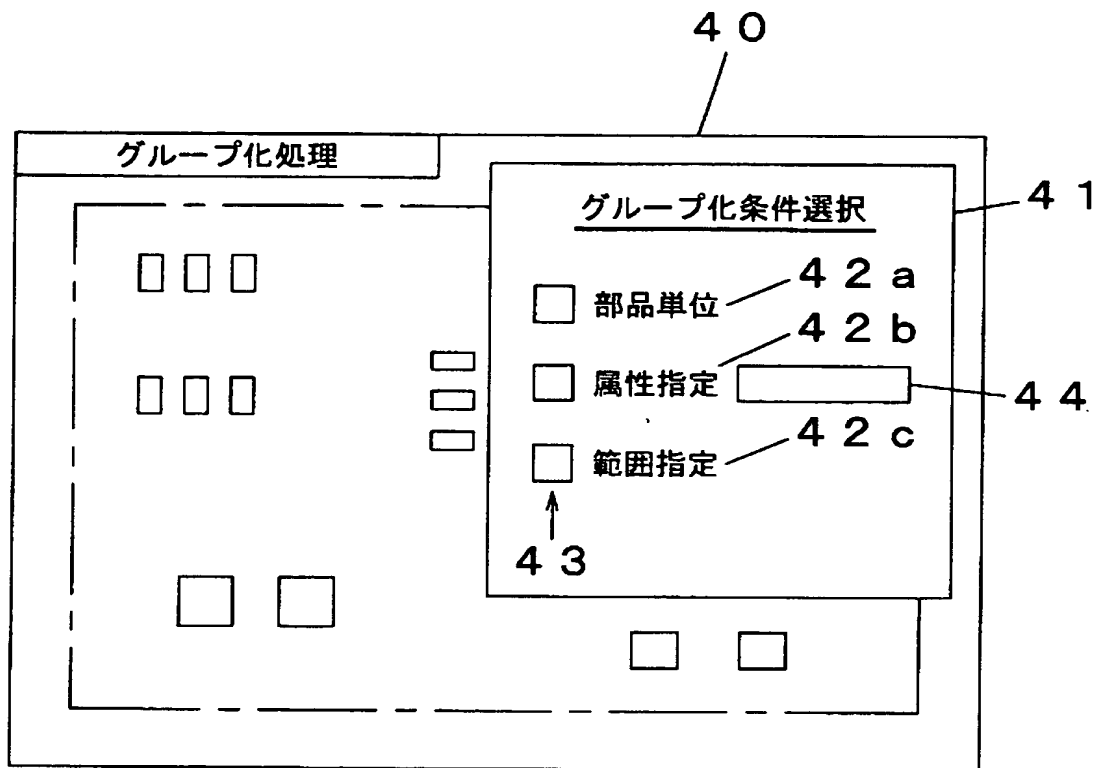 ４０
グループ化処理
４１
グループ化条件選択
４２ａ
部品単位
４２ｂ
属性指定
４４
４２ｃ
範囲指定
４３